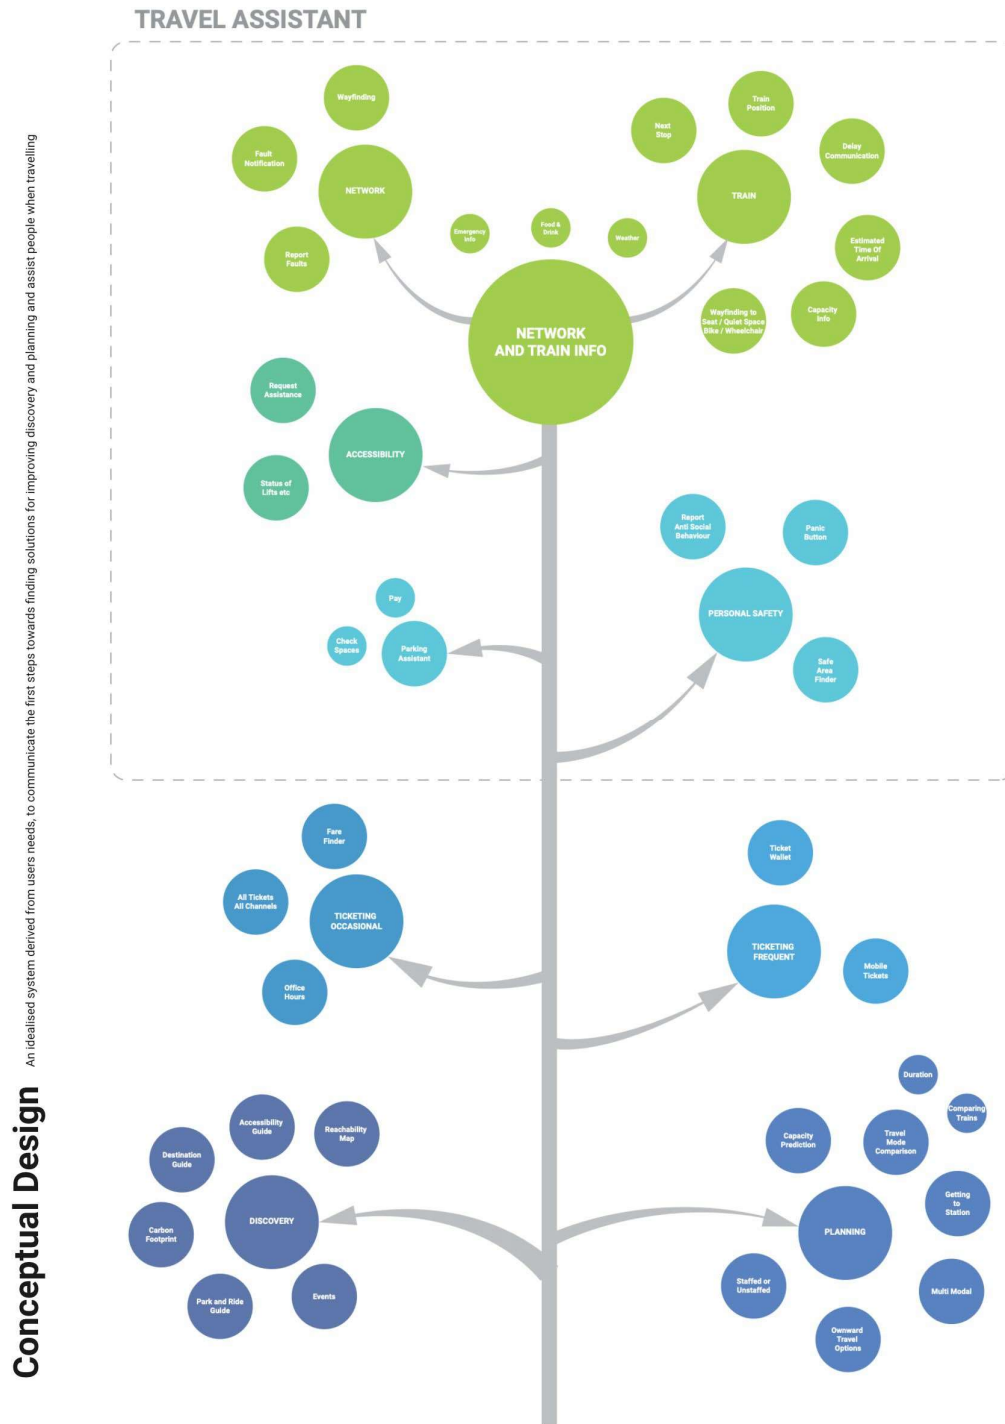 TRAVEL ASSISTANT
Wayfinding
Fault
Notification
NETWORK
Report
Faults
Emergency
Info
Food &
Drink
Weather
Next
Stop
Train
Position
Delay
Communication
TRAIN
Estimated
Time Of
Arrival
Capacity
Info
Wayfinding to
Seat / Quiet Space
Bike / Wheelchair
NETWORK
AND TRAIN INFO
Request
Assistance
ACCESSIBILITY
Status of
Lifts etc
Report
Anti Social
Behaviour
Panic
Button
PERSONAL SAFETY
Safe
Area
Finder
Pay
Check
Spaces
Parking
Assistant
Fare
Finder
All Tickets
All Channels
TICKETING
OCCASIONAL
Office
Hours
Ticket
Wallet
TICKETING
FREQUENT
Mobile
Tickets
Accessibility
Guide
Reachability
Map
Destination
Guide
DISCOVERY
Carbon
Footprint
Park and Ride
Guide
Events
Duration
Comparing
Trains
Capacity
Prediction
Travel
Mode
Comparison
Getting
to
Station
PLANNING
Staffed or
Unstaffed
Multi Modal
Ownward
Travel
Options
Conceptual Design An idealised system derived from users needs, to communicate the first steps towards finding solutions for improving discovery and planning and assist people when travelling